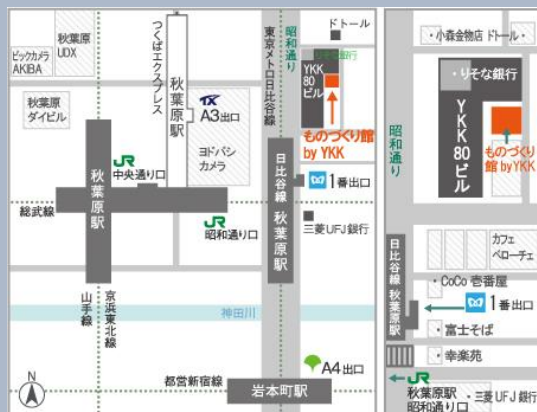 ドトール
秋葉原
UDX
ビックカメラ
AKIBA
つくばエクスプレス
秋葉原駅
東京メトロ日比谷線
昭和通り
りそな銀行
YKK
80
ビル
ものづくり館
by YKK
秋葉原
ダイビル
TX
A3出口
ヨドバシ
カメラ
JR
中央通り口
秋葉原駅
総武線
JR
昭和通り口
日比谷線 秋葉原駅
1番出口
三菱UFJ銀行
山手線
京浜東北線
神田川
A4出口
都営新宿線
岩本町駅
N
・小森金物店 ドトール・
・りそな銀行
YKK80ビル
ものづくり
館 by YKK
昭和通り
カフェ
ベローチェ
・CoCo 壱番屋
1番出口
・富士そば
・幸楽苑
日比谷線 秋葉原駅
JR
秋葉原駅
昭和通り口
・三菱UFJ銀行